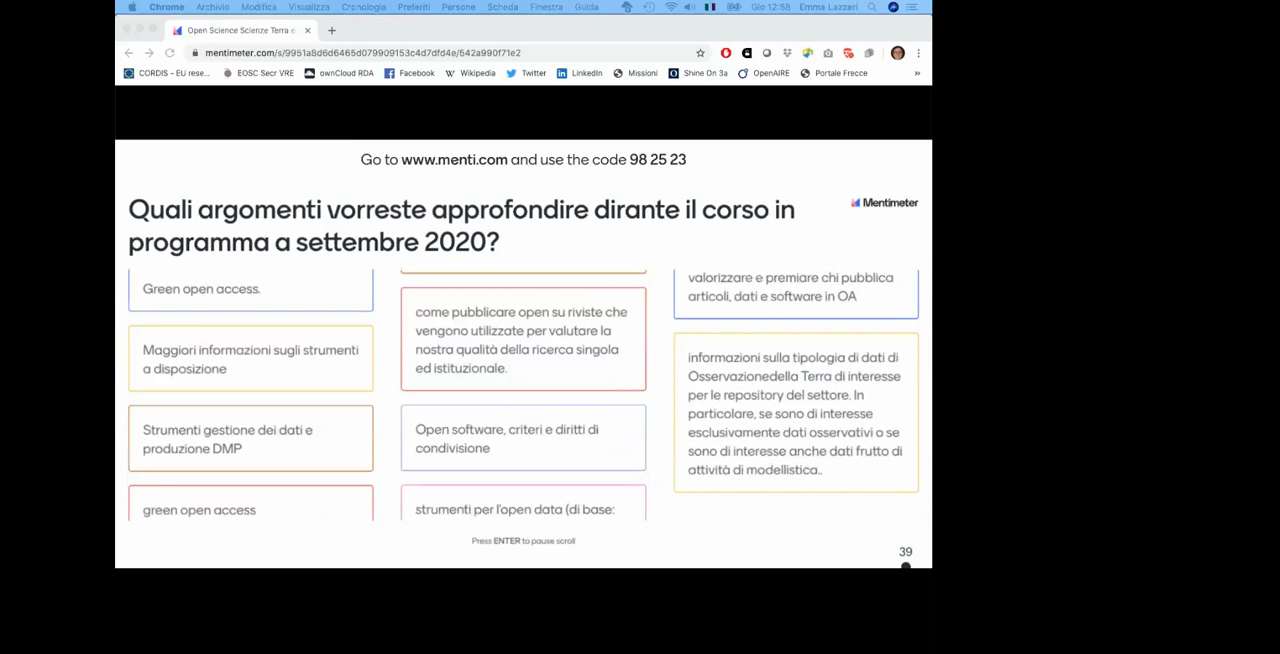 Chrome Archivio Modifica Visualizza Cronologia Preferiti Persone Scheda Finestra Guida Gio 12:58 Emma Lazzeri
Open Science Scienze Terra e
mentimeter.com/s/9951a8d6d6465d079909153c4d7dfd4e/542a990f71e2
CORDIS - EU rese... EOSC Secr VRE ownCloud RDA Facebook Wikipedia Twitter LinkedIn Missioni Shine On 3a OpenAIRE Portale Frecce »
Go to www.menti.com and use the code 98 25 23
Quali argomenti vorreste approfondire dirante il corso in
programma a settembre 2020?
Mentimeter
Green open access.
Maggiori informazioni sugli strumenti
a disposizione
Strumenti gestione dei dati e
produzione DMP
green open access
come pubblicare open su riviste che
vengono utilizzate per valutare la
nostra qualità della ricerca singola
ed istituzionale.
Open software, criteri e diritti di
condivisione
strumenti per l'open data (di base:
valorizzare e premiare chi pubblica
articoli, dati e software in OA
informazioni sulla tipologia di dati di
Osservazionedella Terra di interesse
per le repository del settore. In
particolare, se sono di interesse
esclusivamente dati osservativi o se
sono di interesse anche dati frutto di
attività di modellistica..
Press ENTER to pause scroll
39